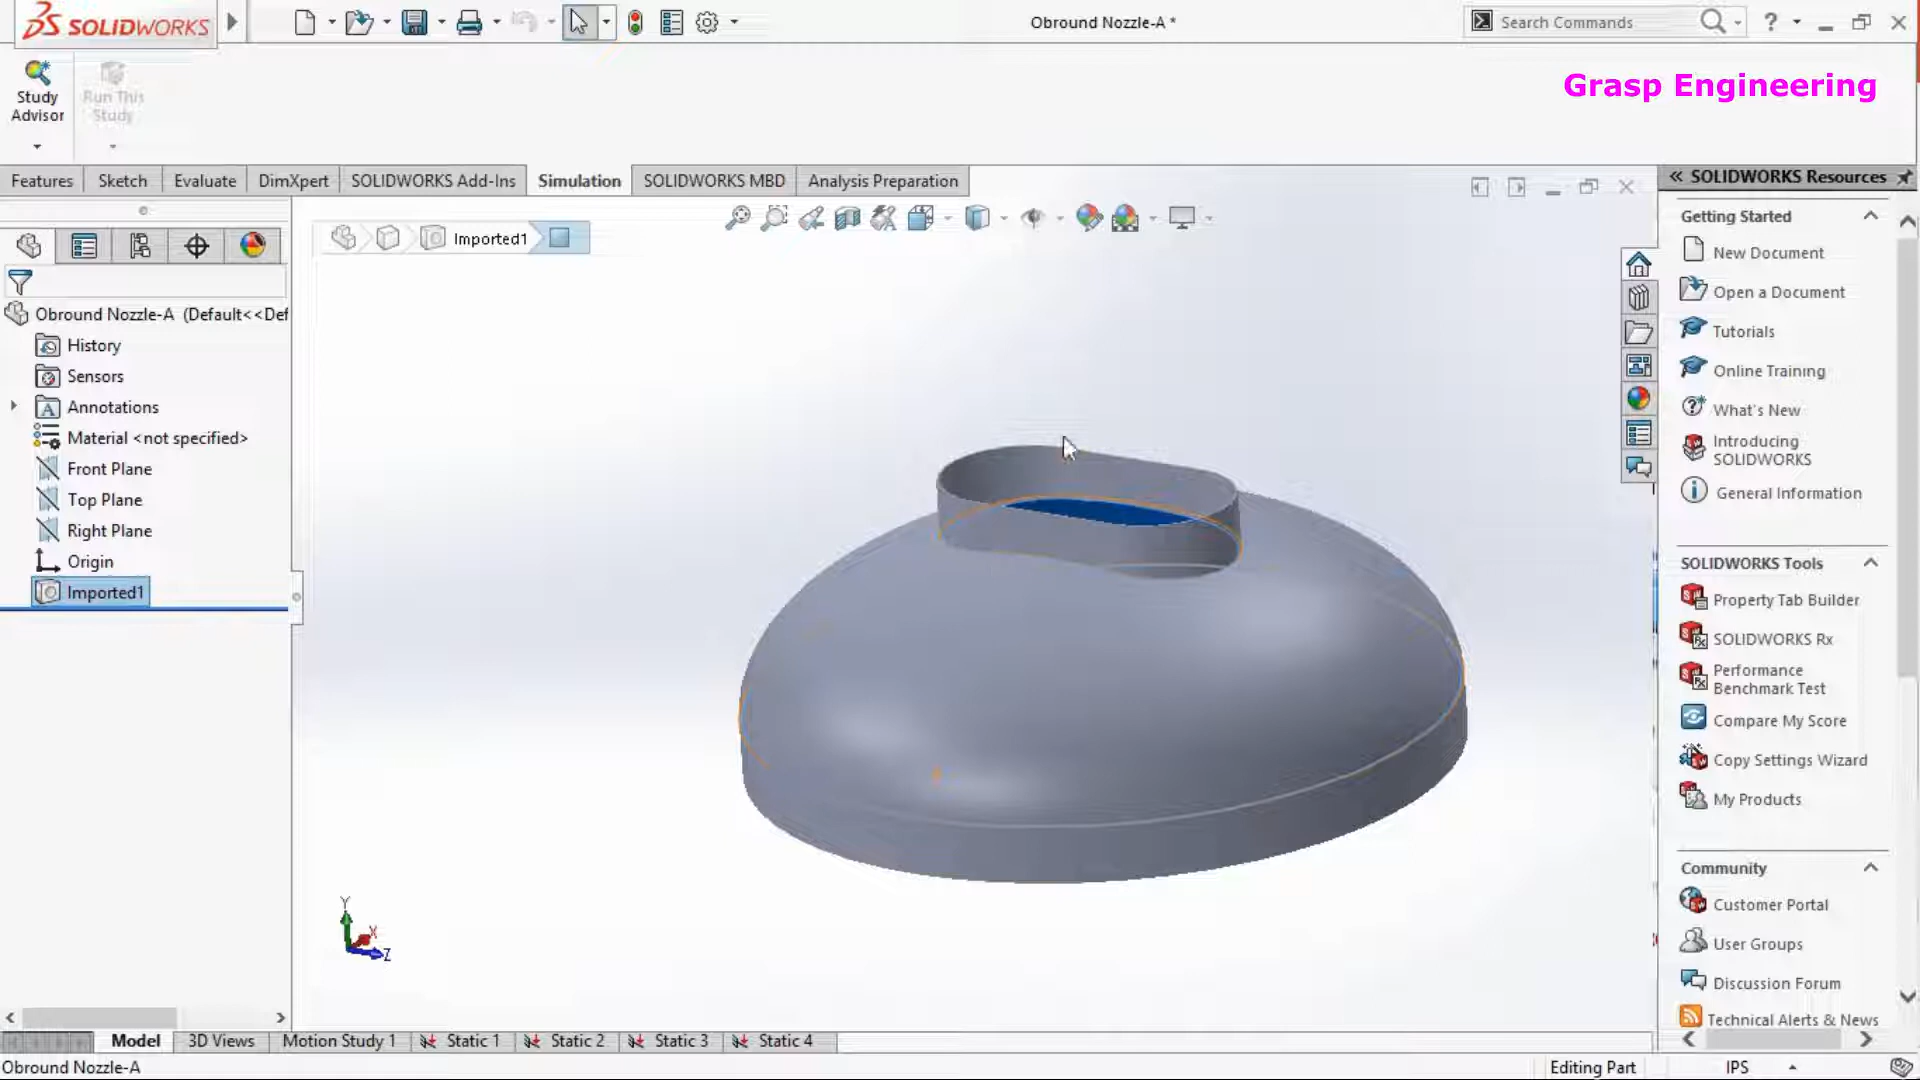 SOLIDWORKS
Obround Nozzle-A *
Search Commands
?
Study
Advisor
Run This
Study
Grasp Engineering
Features
Sketch
Evaluate
DimXpert
SOLIDWORKS Add-Ins
Simulation
SOLIDWORKS MBD
Analysis Preparation
Imported1
Obround Nozzle-A (Default<<Def
History
Sensors
Annotations
Material <not specified>
Front Plane
Top Plane
Right Plane
Origin
Imported1
Y
X
Z
SOLIDWORKS Resources
Getting Started
New Document
Open a Document
Tutorials
Online Training
What's New
Introducing
SOLIDWORKS
General Information
SOLIDWORKS Tools
Property Tab Builder
SOLIDWORKS Rx
Performance
Benchmark Test
Compare My Score
Copy Settings Wizard
My Products
Community
Customer Portal
User Groups
Discussion Forum
Technical Alerts & News
Model
3D Views
Motion Study 1
Static 1
Static 2
Static 3
Static 4
Obround Nozzle-A
Editing Part
IPS